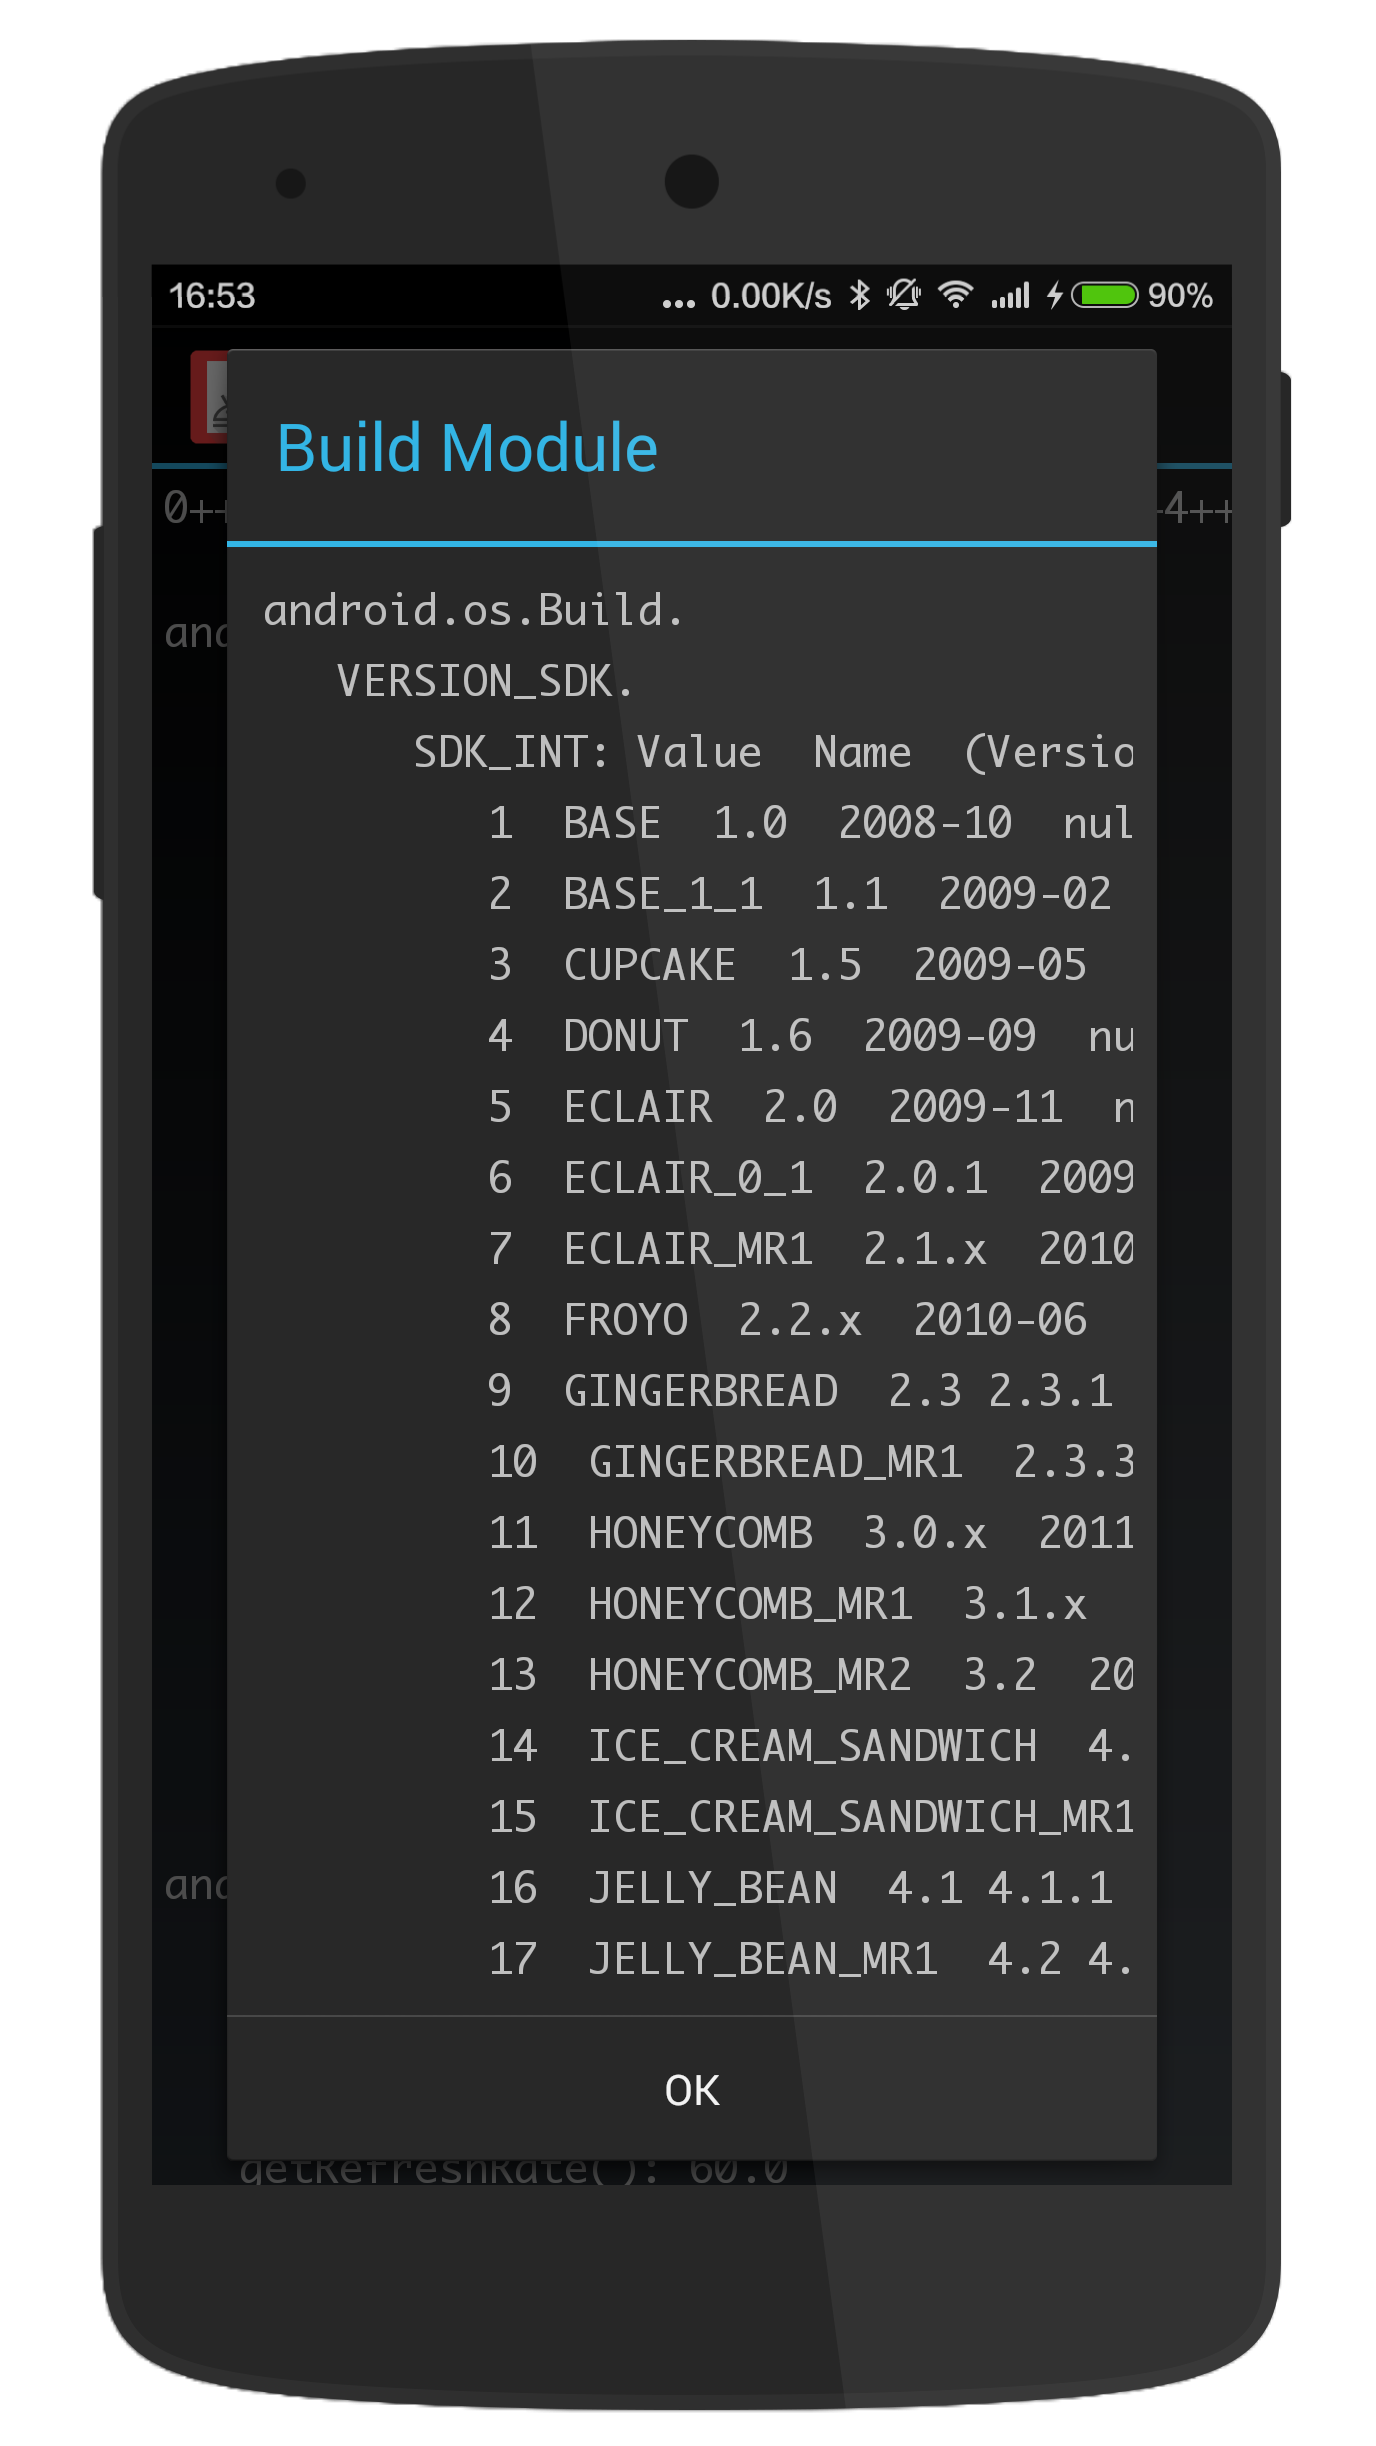 16:53 ... 0.00K/s 90%
Build Module
0++ 4++
android.os.Build.
VERSION_SDK.
SDK_INT: Value Name (Versio
1 BASE 1.0 2008-10 nul
2 BASE_1_1 1.1 2009-02
3 CUPCAKE 1.5 2009-05
4 DONUT 1.6 2009-09 nu
5 ECLAIR 2.0 2009-11 n
6 ECLAIR_0_1 2.0.1 2009
7 ECLAIR_MR1 2.1.x 2010
8 FROYO 2.2.x 2010-06
9 GINGERBREAD 2.3 2.3.1
10 GINGERBREAD_MR1 2.3.3
11 HONEYCOMB 3.0.x 2011
12 HONEYCOMB_MR1 3.1.x
13 HONEYCOMB_MR2 3.2 20
14 ICE_CREAM_SANDWICH 4.
15 ICE_CREAM_SANDWICH_MR1
16 JELLY_BEAN 4.1 4.1.1
17 JELLY_BEAN_MR1 4.2 4.
OK
getRefreshRate(): 60.0